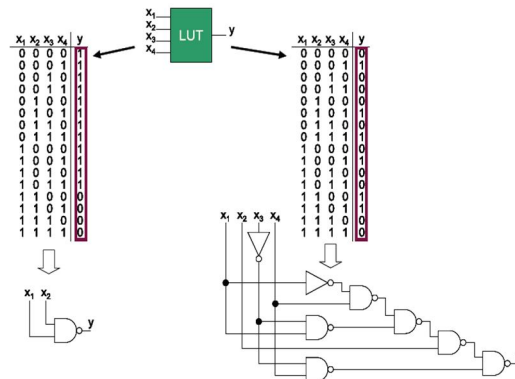 x1
x2
x3
x4
LUT
y
x1 x2 x3 x4 y
0 0 0 0 1
0 0 0 1 1
0 0 1 0 1
0 0 1 1 1
0 1 0 0 1
0 1 0 1 1
0 1 1 0 1
0 1 1 1 1
1 0 0 0 1
1 0 0 1 1
1 0 1 0 1
1 0 1 1 1
1 1 0 0 0
1 1 0 1 0
1 1 1 0 0
1 1 1 1 0
x1 x2 x3 x4 y
0 0 0 0 0
0 0 0 1 1
0 0 1 0 0
0 0 1 1 0
0 1 0 0 0
0 1 0 1 1
0 1 1 0 0
0 1 1 1 1
1 0 0 0 0
1 0 0 1 1
1 0 1 0 0
1 0 1 1 0
1 1 0 0 1
1 1 0 1 1
1 1 1 0 0
1 1 1 1 0
x1 x2 x3 x4
x1 x2
y